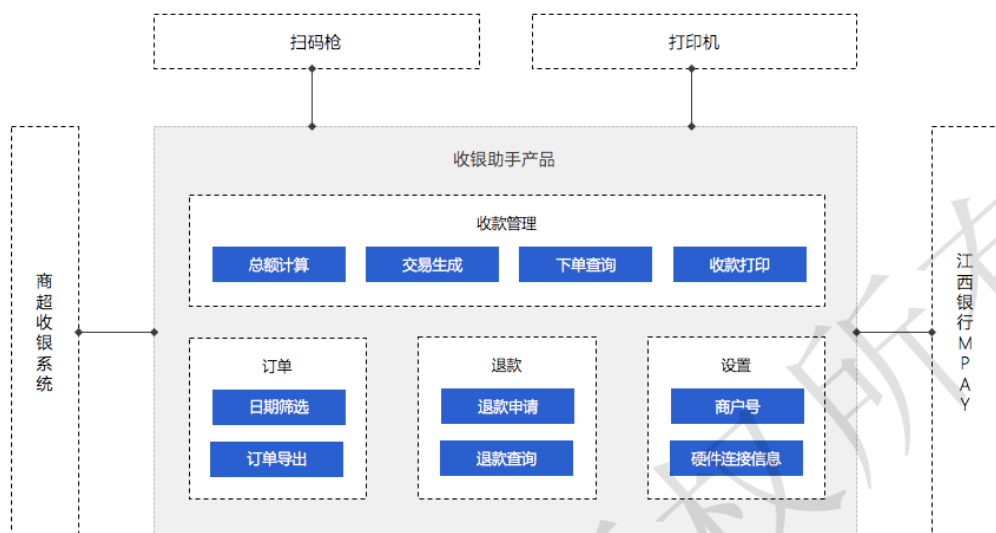 扫码枪
打印机
收银助手产品
收款管理
总额计算
交易生成
下单查询
收款打印
商超收银系统
江西银行MPAY
订单
退款
设置
日期筛选
退款申请
商户号
订单导出
退款查询
硬件连接信息
权所有